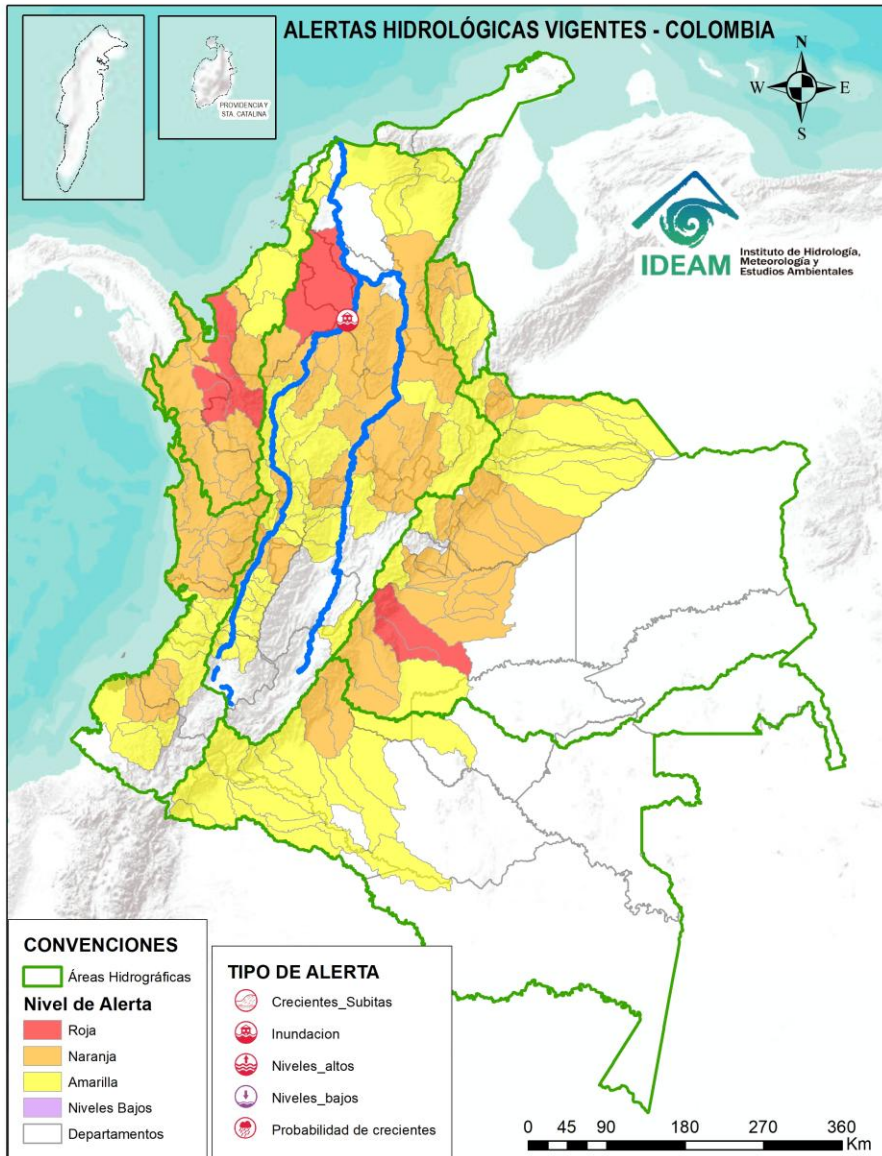 ALERTAS HIDROLÓGICAS VIGENTES - COLOMBIA
PROVIDENCIA Y
STA. CATALINA
N
W E
S
IDEAM
Instituto de Hidrología,
Meteorología y
Estudios Ambientales
CONVENCIONES
Áreas Hidrográficas
Nivel de Alerta
Roja
Naranja
Amarilla
Niveles Bajos
Departamentos
TIPO DE ALERTA
Crecientes_Subitas
Inundacion
Niveles_altos
Niveles_bajos
Probabilidad de crecientes
0 45 90 180 270 360
Km